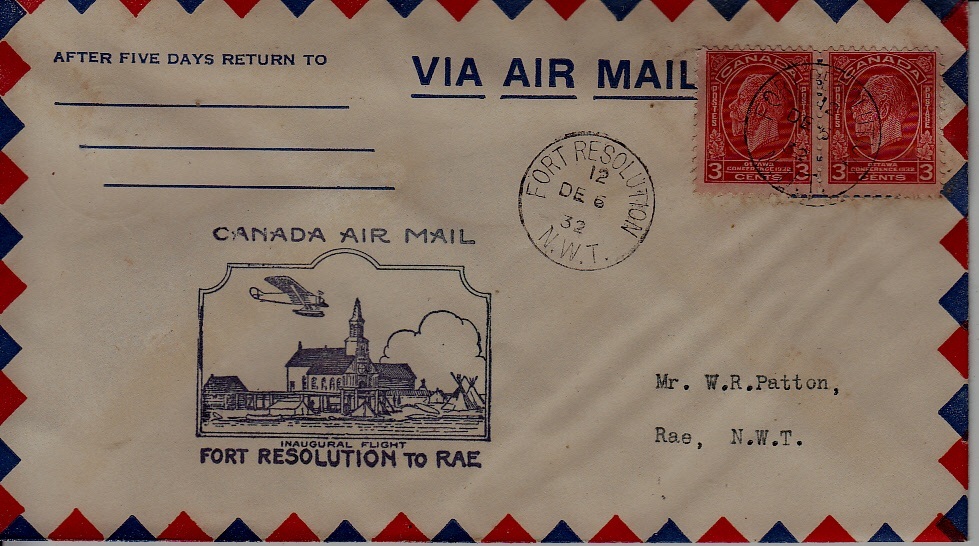 AFTER FIVE DAYS RETURN TO
VIA AIR MAIL
CANADA
POSTES
POSTAGE
3 OTTAWA CONFERENCE 1932 3
CENTS
CANADA
POSTES
POSTAGE
3 OTTAWA CONFERENCE 1932 3
CENTS
FORT RESOLUTION
12
DE 6
32
N.W.T.
CANADA AIR MAIL
INAUGURAL FLIGHT
FORT RESOLUTION TO RAE
Mr. W.R.Patton,
Rae, N.W.T.